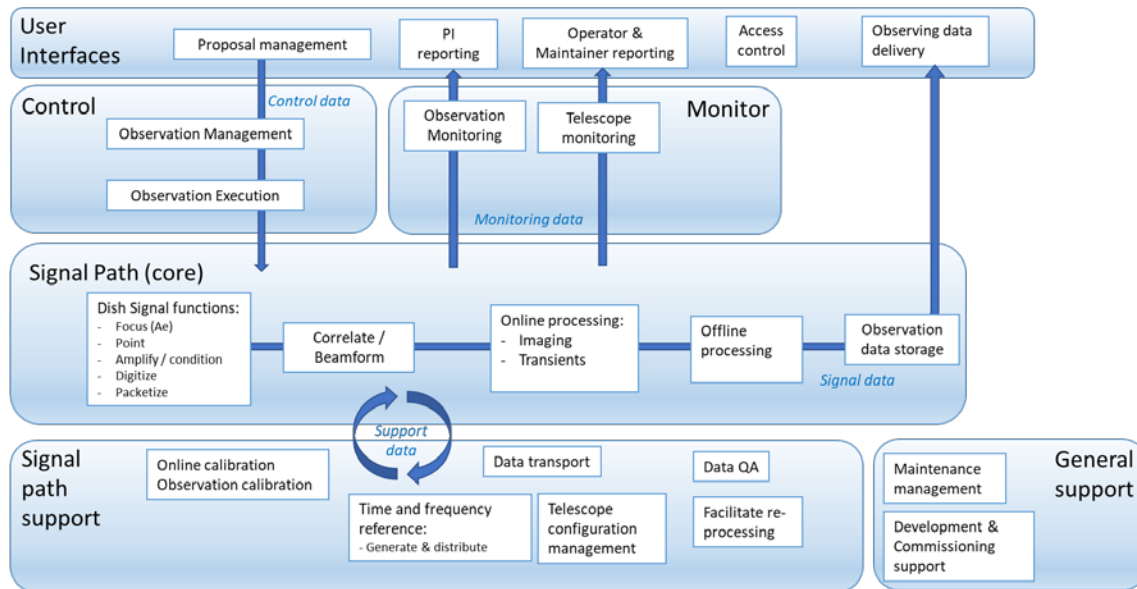 User
Interfaces
Proposal management
PI
reporting
Operator &
Maintainer reporting
Access
control
Observing data
delivery
Control
Control data
Observation Management
Observation Execution
Monitor
Observation
Monitoring
Telescope
monitoring
Monitoring data
Signal Path (core)
Dish Signal functions:
- Focus (Ae)
- Point
- Amplify / condition
- Digitize
- Packetize
Correlate /
Beamform
Online processing:
- Imaging
- Transients
Offline
processing
Observation
data storage
Signal data
Support
data
Signal
path
support
Online calibration
Observation calibration
Time and frequency
reference:
- Generate & distribute
Data transport
Telescope
configuration
management
Data QA
Facilitate re-
processing
General
support
Maintenance
management
Development &
Commissioning
support